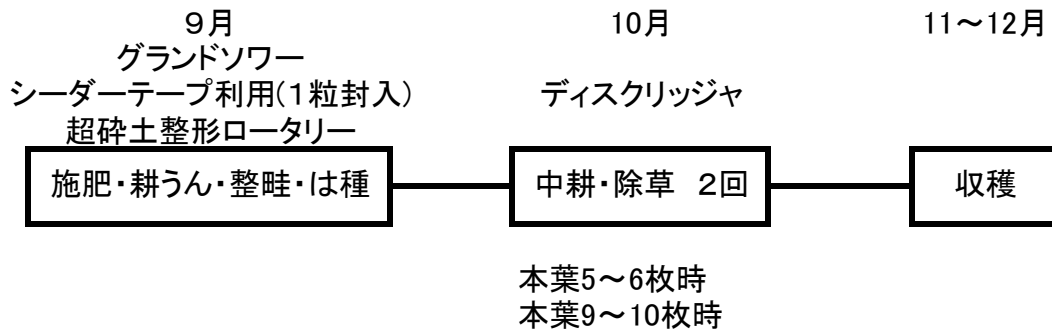 ９月
グランドソワー
シーダーテープ利用(１粒封入)
超砕土整形ロータリー
施肥・耕うん・整畦・は種
10月
ディスクリッジャ
中耕・除草　２回
本葉5～6枚時
本葉9～10枚時
11～12月
収穫